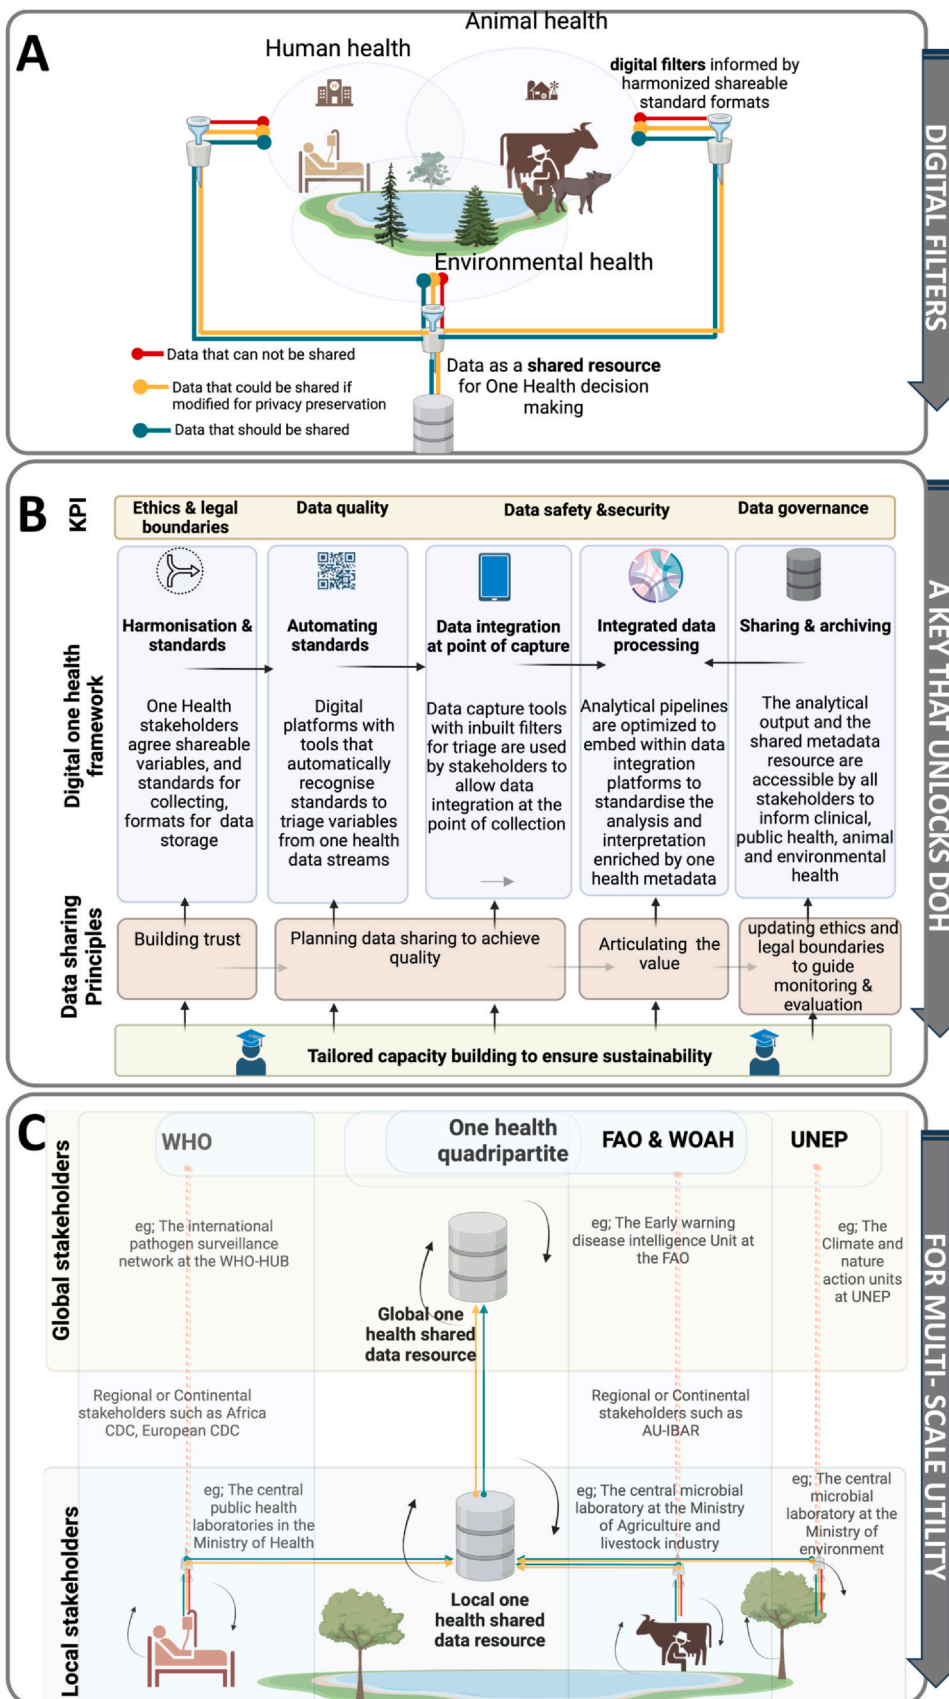 A
Animal health
Human health
digital filters informed by
harmonized shareable
standard formats
Environmental health
Data that can not be shared
Data that could be shared if
modified for privacy preservation
Data that should be shared
Data as a shared resource
for One Health decision
making
DIGITAL FILTERS
B
KPI
Ethics & legal
boundaries
Data quality
Data safety &security
Data governance
Digital one health
framework
Harmonisation &
standards
One Health
stakeholders
agree shareable
variables, and
standards for
collecting,
formats for data
storage
Automating
standards
Digital
platforms with
tools that
automatically
recognise
standards to
triage variables
from one health
data streams
Data integration
at point of capture
Data capture tools
with inbuilt filters
for triage are used
by stakeholders to
allow data
integration at the
point of collection
Integrated data
processing
Analytical pipelines
are optimized to
embed within data
integration
platforms to
standardise the
analysis and
interpretation
enriched by one
health metadata
Sharing & archiving
The analytical
output and the
shared metadata
resource are
accessible by all
stakeholders to
inform clinical,
public health, animal
and environmental
health
Data sharing
Principles
Building trust
Planning data sharing to achieve
quality
Articulating the
value
updating ethics and
legal boundaries
to guide
monitoring &
evaluation
Tailored capacity building to ensure sustainability
A KEY THAT UNLOCKS DOH
C
Global stakeholders
WHO
One health
quadripartite
FAO & WOAH
UNEP
eg; The international
pathogen surveillance
network at the WHO-HUB
eg; The Early warning
disease intelligence Unit at
the FAO
eg; The
Climate and
nature
action units
at UNEP
Global one
health shared
data resource
Regional or Continental
stakeholders such as Africa
CDC, European CDC
Regional or Continental
stakeholders such as
AU-IBAR
Local stakeholders
eg; The central
public health
laboratories in the
Ministry of Health
eg; The central microbial
laboratory at the Ministry
of Agriculture and
livestock industry
eg; The central
microbial
laboratory at the
Ministry of
environment
Local one
health shared
data resource
FOR MULTI- SCALE UTILITY